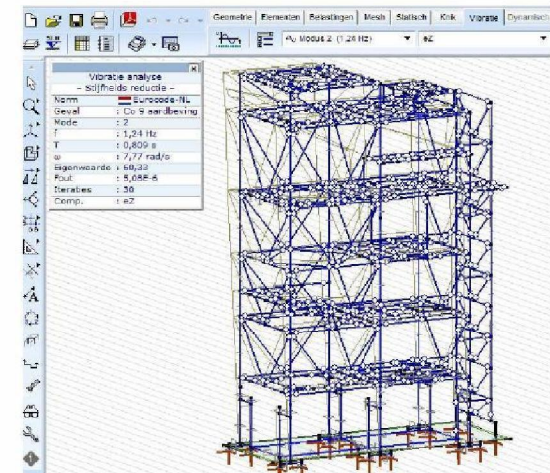 Geometrie Elementen Belastingen Mesh Statisch Knik Vibratie Dynamisch
Modus 2 (1,24 Hz) eZ
Vibratie analyse
- Stijfheids reductie -
Norm Eurocode-NL
Geval : Co 9 aardbeving
Mode : 2
f : 1,24 Hz
T : 0,809 s
ω : 7,77 rad/s
Eigenwaarde : 60,33
Fout : 5,08E-6
Iteraties : 30
Comp. : eZ